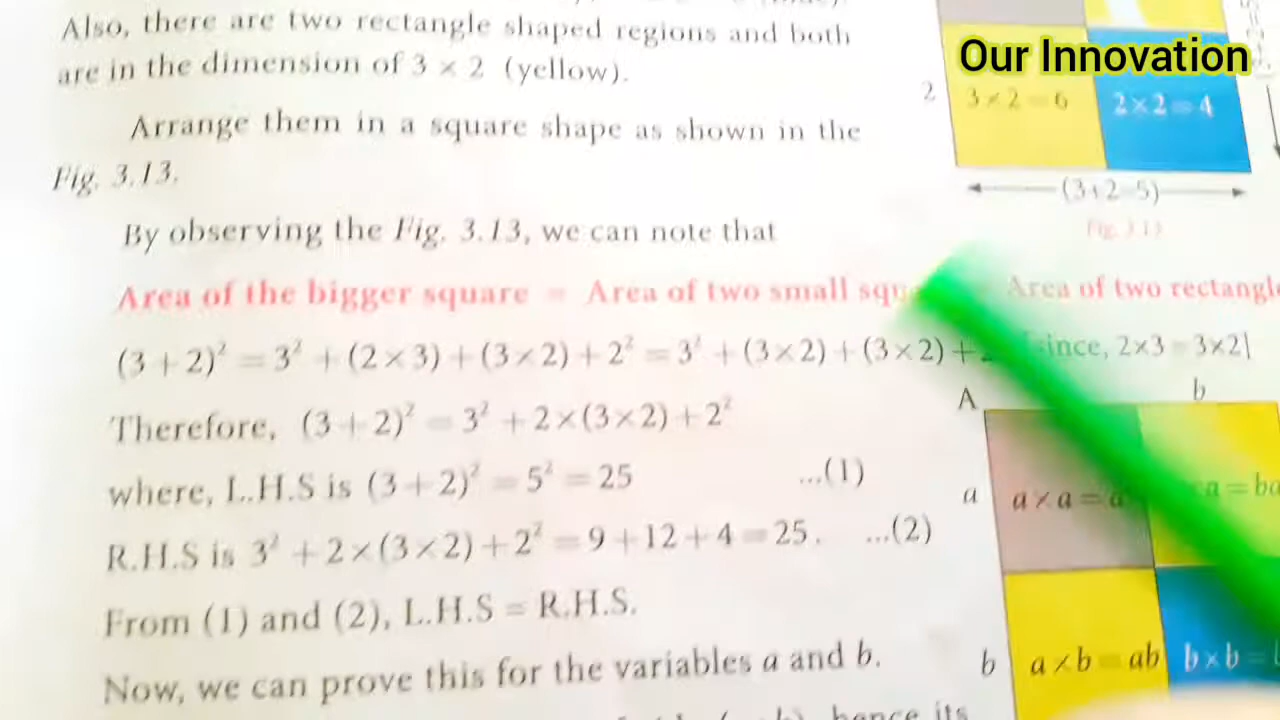 Also, there are two rectangle shaped regions and both
are in the dimension of 3 × 2 (yellow).
Arrange them in a square shape as shown in the
Fig. 3.13.
Our Innovation
2
3×2=6
2×2=4
(3+2=5)
Fig. 3.13
By observing the Fig. 3.13, we can note that
Area of the bigger square = Area of two small Area of two
(3+2)² = 3² + (2×3) + (3×2) + 2² = 3² + (3×2) + (3×2) + 2×3 = 3×2]
Therefore, (3+2)² = 3² + 2×(3×2) + 2²
where, L.H.S is (3+2)² = 5² = 25 ...(1)
R.H.S is 3² + 2×(3×2) + 2² = 9+12+4 = 25. ...(2)
From (1) and (2), L.H.S = R.H.S.
Now, we can prove this for the variables a and b.
hence its
A
b
a
a×a =
b
a×b = ab
b×b =